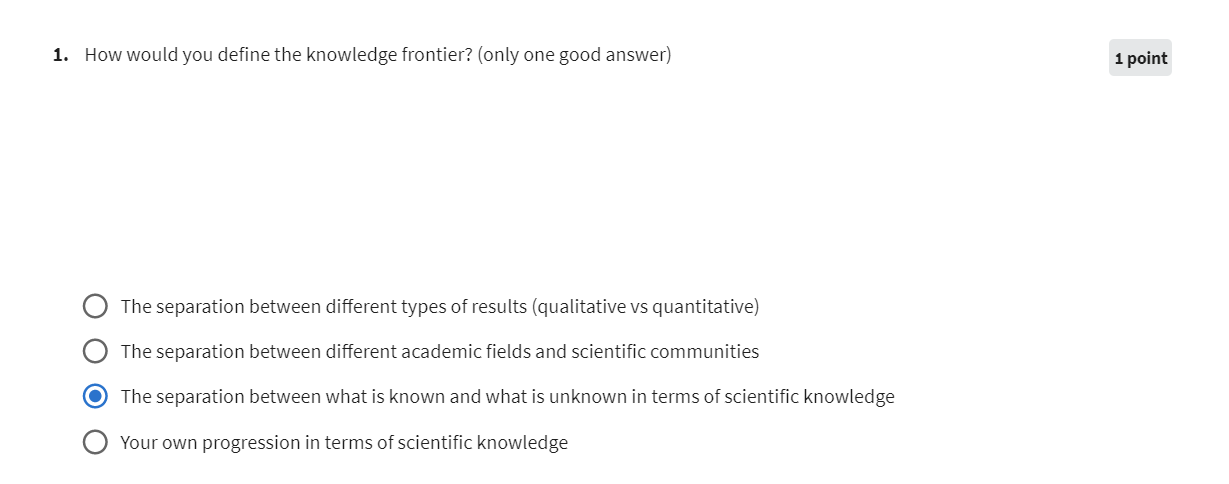 1. How would you define the knowledge frontier? (only one good answer)
1 point
The separation between different types of results (qualitative vs quantitative)
The separation between different academic fields and scientific communities
The separation between what is known and what is unknown in terms of scientific knowledge
Your own progression in terms of scientific knowledge